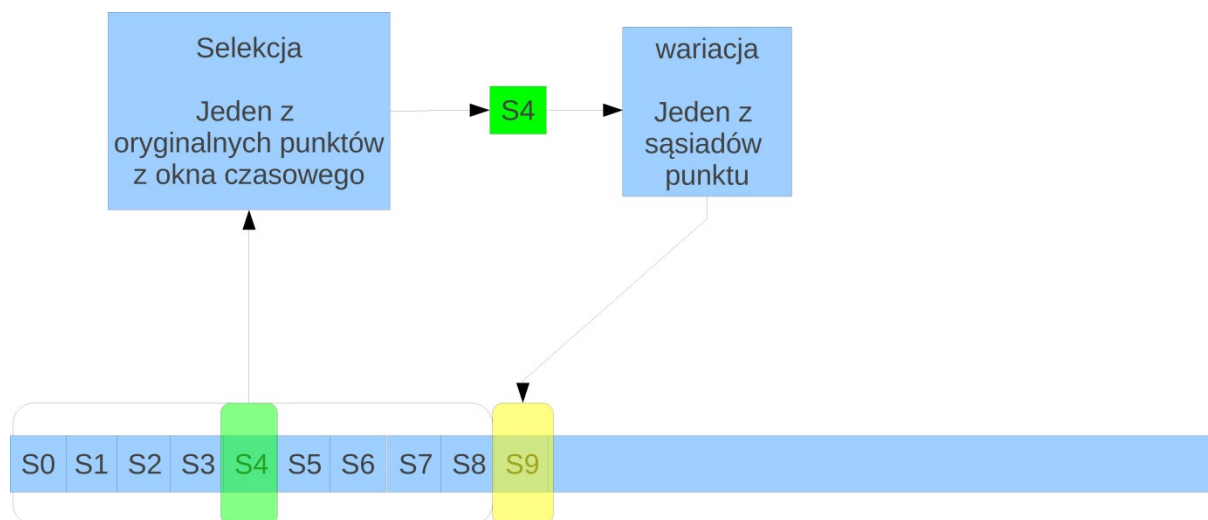 Selekcja
Jeden z
oryginalnych punktów
z okna czasowego
S4
wariacja
Jeden z
sąsiadów
punktu
S0 S1 S2 S3 S4 S5 S6 S7 S8 S9